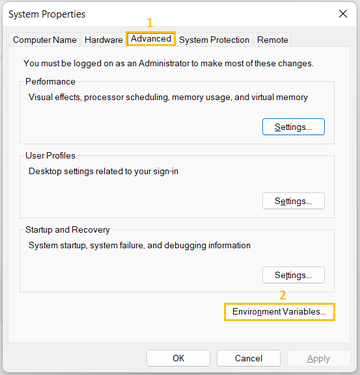 System Properties
1
Computer Name Hardware Advanced System Protection Remote
You must be logged on as an Administrator to make most of these changes.
Performance
Visual effects, processor scheduling, memory usage, and virtual memory
Settings...
User Profiles
Desktop settings related to your sign-in
Settings...
Startup and Recovery
System startup, system failure, and debugging information
Settings...
2
Environment Variables...
OK Cancel Apply